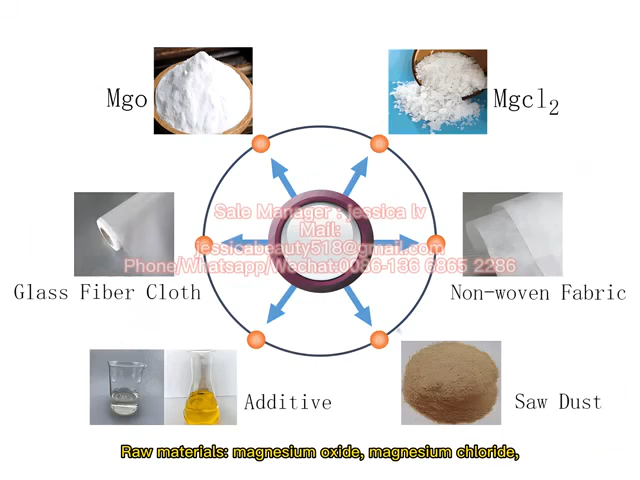 Mgo
Mgcl2
Sale Manager : jessica lv
Mail:
jessicabeauty518@gmail.com
Phone/Whatsapp/Wechat:0086-136 6865 2286
Glass Fiber Cloth
Non-woven Fabric
Additive
Saw Dust
Raw materials: magnesium oxide, magnesium chloride,